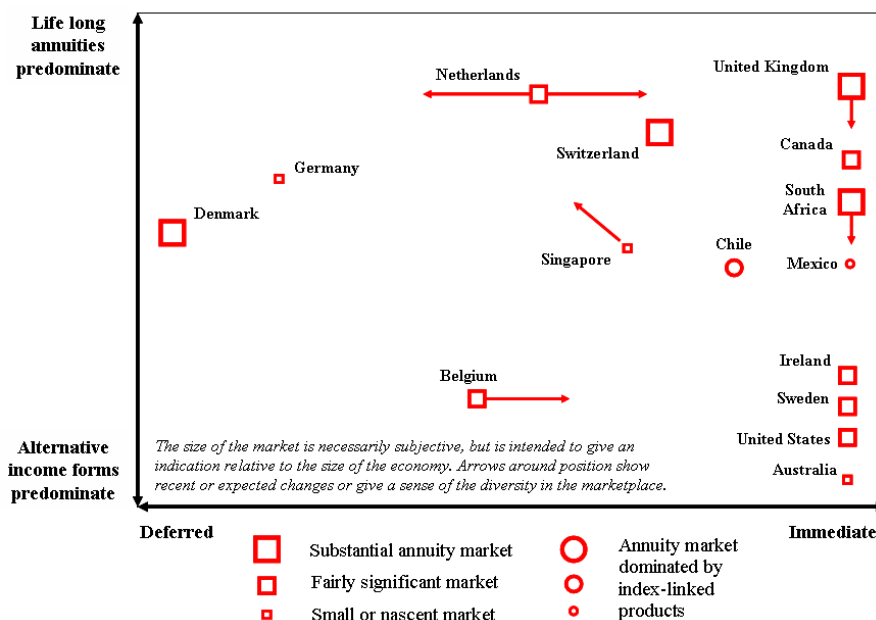 Life long
annuities
predominate
Netherlands
United Kingdom
Switzerland
Canada
Germany
South
Africa
Denmark
Singapore
Chile
Mexico
Belgium
Ireland
Sweden
United States
Australia
Alternative
income forms
predominate
The size of the market is necessarily subjective, but is intended to give an
indication relative to the size of the economy. Arrows around position show
recent or expected changes or give a sense of the diversity in the marketplace.
Deferred
Immediate
Substantial annuity market
Fairly significant market
Small or nascent market
Annuity market
dominated by
index-linked
products